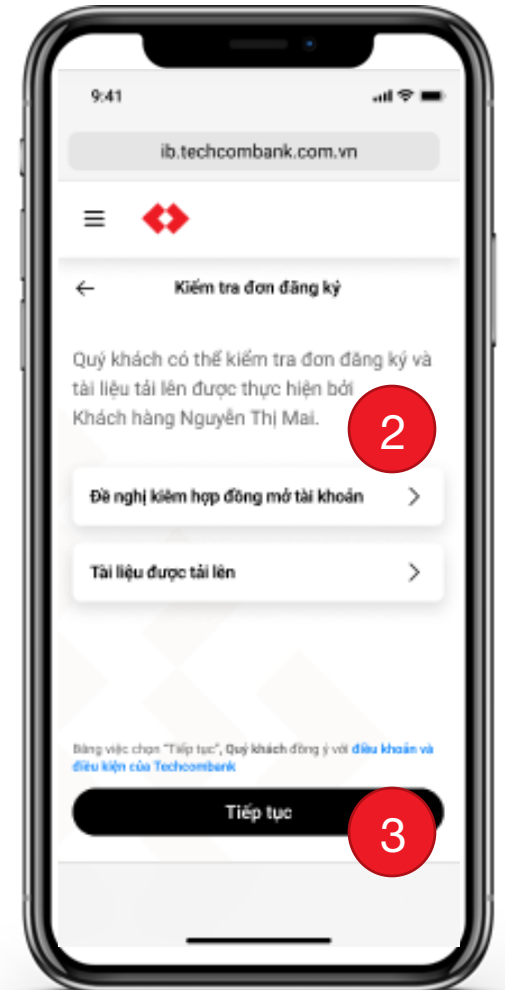 9:41
ib.techcombank.com.vn
Kiểm tra đơn đăng ký
Quý khách có thể kiểm tra đơn đăng ký và
tài liệu tải lên được thực hiện bởi
Khách hàng Nguyễn Thị Mai.
2
Đề nghị kiêm hợp đồng mở tài khoản
Tài liệu được tải lên
Bằng việc chọn "Tiếp tục", Quý khách đồng ý với điều khoản và
điều kiện của Techcombank
Tiếp tục
3